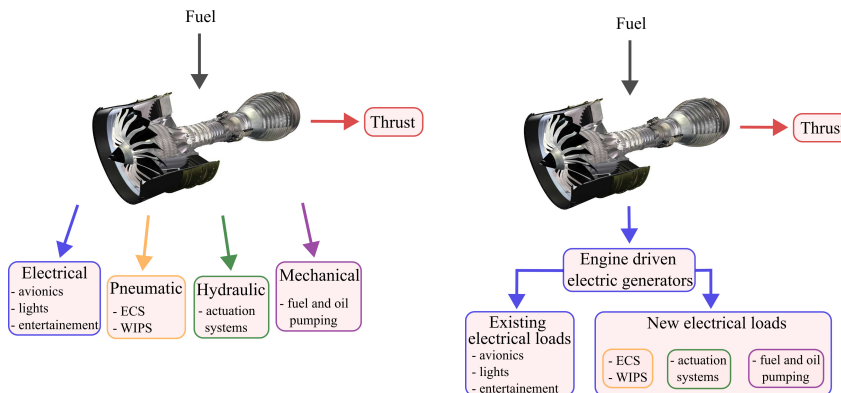 Fuel
Thrust
Electrical
- avionics
- lights
- entertainement
Pneumatic
- ECS
- WIPS
Hydraulic
- actuation
systems
Mechanical
- fuel and oil
pumping
Fuel
Thrust
Engine driven
electric generators
Existing
electrical loads
- avionics
- lights
- entertainement
New electrical loads
- ECS
- WIPS
- actuation
systems
- fuel and oil
pumping